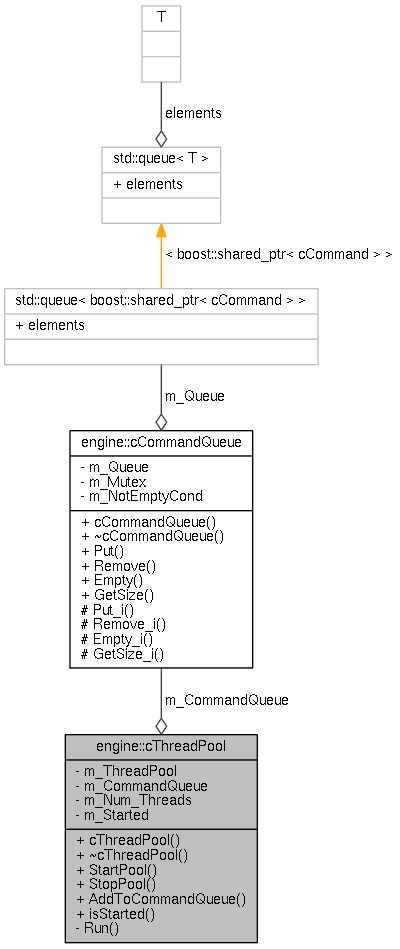 T
elements
std::queue< T >
+ elements
< boost::shared_ptr< cCommand > >
std::queue< boost::shared_ptr< cCommand > >
+ elements
m_Queue
engine::cCommandQueue
- m_Queue
- m_Mutex
- m_NotEmptyCond
+ cCommandQueue()
+ ~cCommandQueue()
+ Put()
+ Remove()
+ Empty()
+ GetSize()
# Put_i()
# Remove_i()
# Empty_i()
# GetSize_i()
m_CommandQueue
engine::cThreadPool
- m_ThreadPool
- m_CommandQueue
- m_Num_Threads
- m_Started
+ cThreadPool()
+ ~cThreadPool()
+ StartPool()
+ StopPool()
+ AddToCommandQueue()
+ isStarted()
- Run()